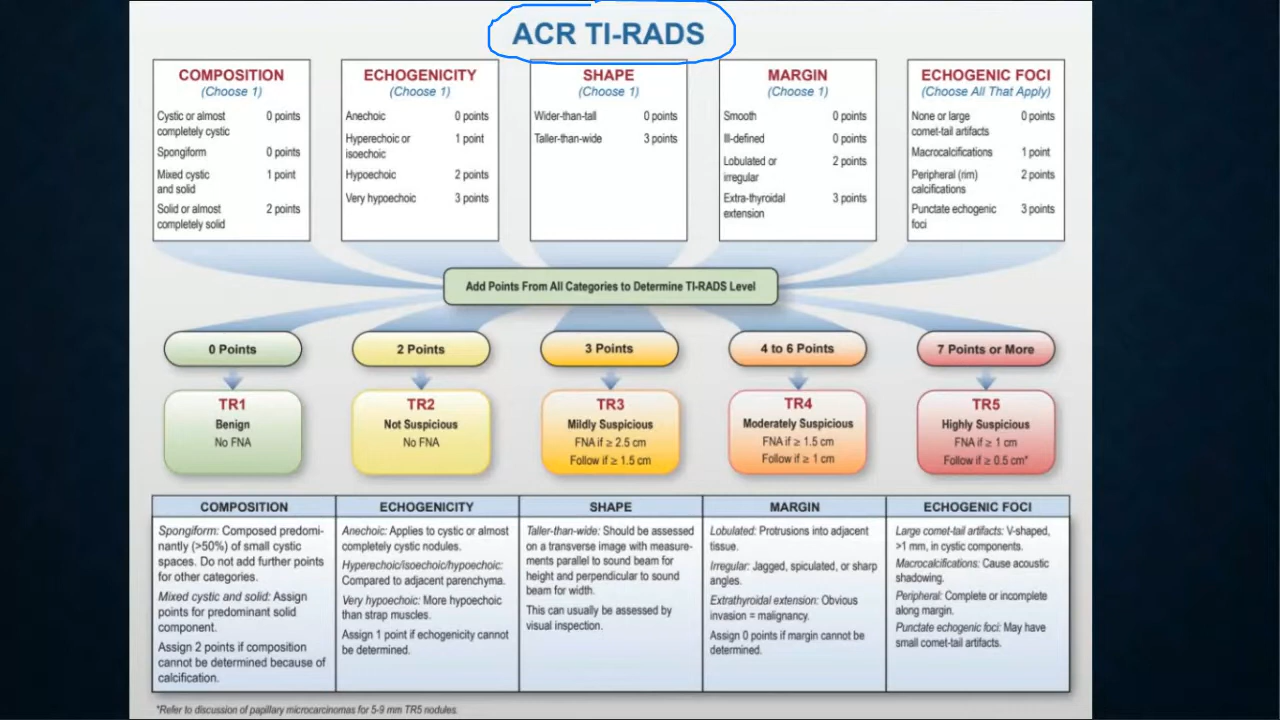 ACR TI-RADS
COMPOSITION
(Choose 1)
Cystic or almost completely cystic 0 points
Spongiform 0 points
Mixed cystic and solid 1 point
Solid or almost completely solid 2 points
ECHOGENICITY
(Choose 1)
Anechoic 0 points
Hyperechoic or isoechoic 1 point
Hypoechoic 2 points
Very hypoechoic 3 points
SHAPE
(Choose 1)
Wider-than-tall 0 points
Taller-than-wide 3 points
MARGIN
(Choose 1)
Smooth 0 points
Ill-defined 0 points
Lobulated or irregular 2 points
Extra-thyroidal extension 3 points
ECHOGENIC FOCI
(Choose All That Apply)
None or large comet-tail artifacts 0 points
Macrocalcifications 1 point
Peripheral (rim) calcifications 2 points
Punctate echogenic foci 3 points
Add Points From All Categories to Determine TI-RADS Level
0 Points
2 Points
3 Points
4 to 6 Points
7 Points or More
TR1
Benign
No FNA
TR2
Not Suspicious
No FNA
TR3
Mildly Suspicious
FNA if ≥ 2.5 cm
Follow if ≥ 1.5 cm
TR4
Moderately Suspicious
FNA if ≥ 1.5 cm
Follow if ≥ 1 cm
TR5
Highly Suspicious
FNA if ≥ 1 cm
Follow if ≥ 0.5 cm*
COMPOSITION
Spongiform: Composed predomi-
nantly (>50%) of small cystic
spaces. Do not add further points
for other categories.
Mixed cystic and solid: Assign
points for predominant solid
component.
Assign 2 points if composition
cannot be determined because of
calcification.
ECHOGENICITY
Anechoic: Applies to cystic or almost
completely cystic nodules.
Hyperechoic/isoechoic/hypoechoic:
Compared to adjacent parenchyma.
Very hypoechoic: More hypoechoic
than strap muscles.
Assign 1 point if echogenicity cannot
be determined.
SHAPE
Taller-than-wide: Should be assessed
on a transverse image with measure-
ments parallel to sound beam for
height and perpendicular to sound
beam for width.
This can usually be assessed by
visual inspection.
MARGIN
Lobulated: Protrusions into adjacent
tissue.
Irregular: Jagged, spiculated, or sharp
angles.
Extrathyroidal extension: Obvious
invasion = malignancy.
Assign 0 points if margin cannot be
determined.
ECHOGENIC FOCI
Large comet-tail artifacts: V-shaped,
>1 mm, in cystic components.
Macrocalcifications: Cause acoustic
shadowing.
Peripheral: Complete or incomplete
along margin.
Punctate echogenic foci: May have
small comet-tail artifacts.
*Refer to discussion of papillary microcarcinomas for 5-9 mm TR5 nodules.